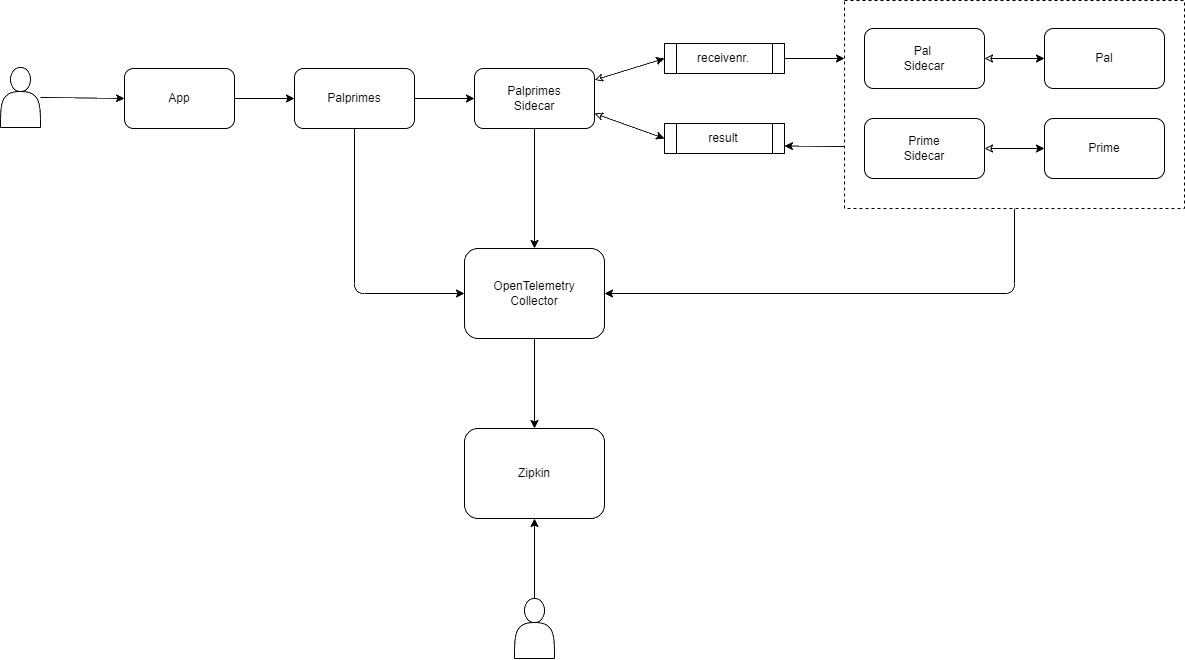 App
Palprimes
Palprimes
Sidecar
receivenr.
result
Pal
Sidecar
Pal
Prime
Sidecar
Prime
OpenTelemetry
Collector
Zipkin